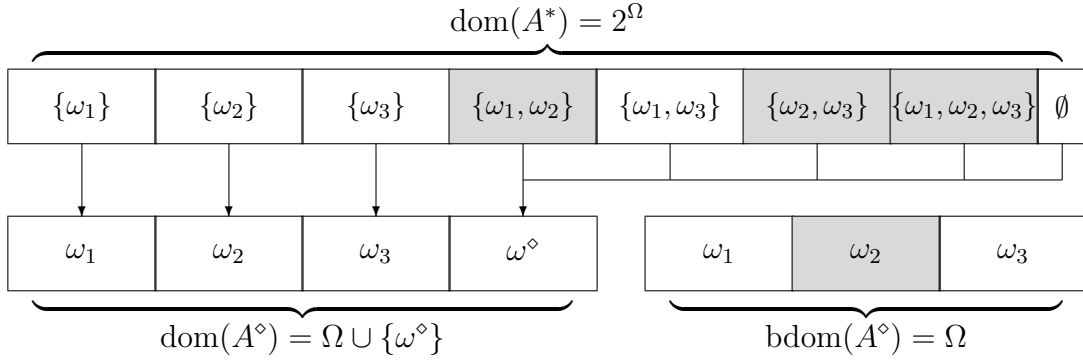 dom(A*) = 2^Ω
{ω₁} {ω₂} {ω₃} {ω₁, ω₂} {ω₁, ω₃} {ω₂, ω₃} {ω₁, ω₂, ω₃} ∅
ω₁ ω₂ ω₃ ω^⋄ ω₁ ω₂ ω₃
dom(A^⋄) = Ω ∪ {ω^⋄} bdom(A^⋄) = Ω